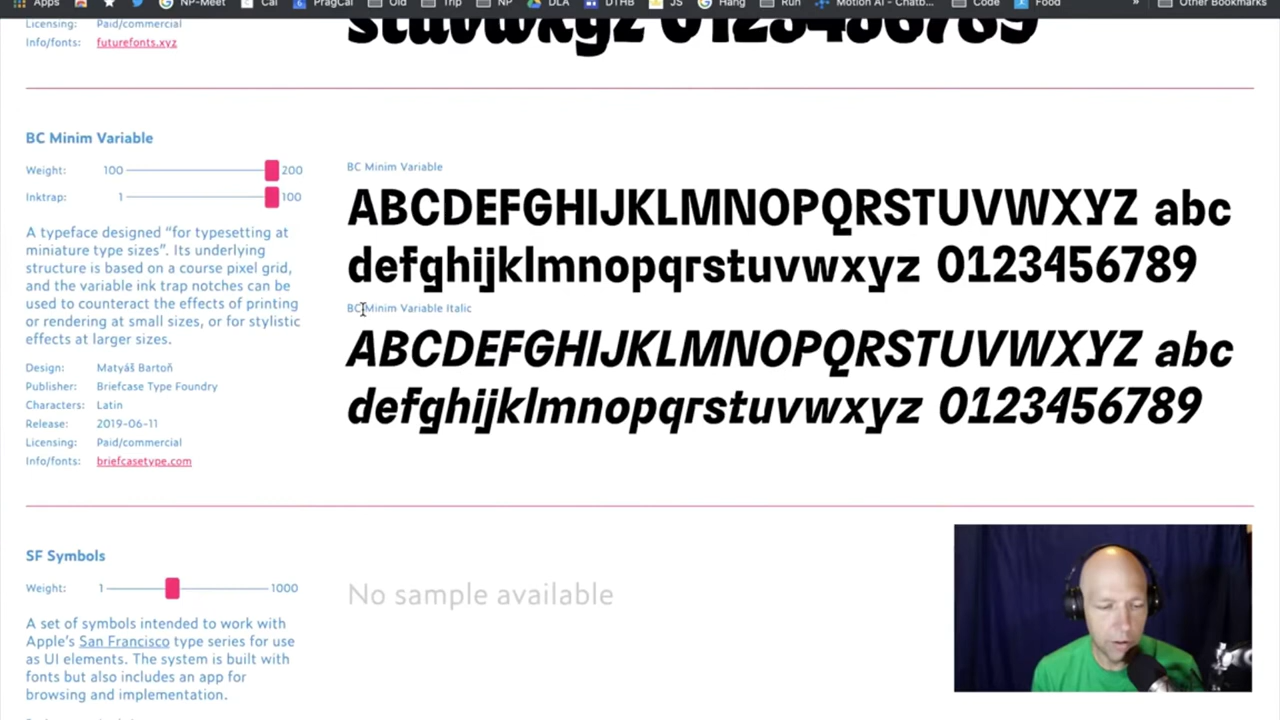 Apps
NP-Meet
Cal
PragCal
Old
Trip
NP
DLA
DTHB
JS
Hang
Run
Motion AI - Chatb...
Code
Food
»
Other Bookmarks
Licensing: Paid/commercial
Info/fonts: futurefonts.xyz
stuvwxyz 0123456789
BC Minim Variable
Weight: 100 200
Inktrap: 1 100
A typeface designed “for typesetting at
miniature type sizes”. Its underlying
structure is based on a course pixel grid,
and the variable ink trap notches can be
used to counteract the effects of printing
or rendering at small sizes, or for stylistic
effects at larger sizes.
Design: Matyáš Bartoň
Publisher: Briefcase Type Foundry
Characters: Latin
Release: 2019-06-11
Licensing: Paid/commercial
Info/fonts: briefcasetype.com
BC Minim Variable
ABCDEFGHIJKLMNOPQRSTUVWXYZ abc
defghijklmnopqrstuvwxyz 0123456789
BC Minim Variable Italic
ABCDEFGHIJKLMNOPQRSTUVWXYZ abc
defghijklmnopqrstuvwxyz 0123456789
SF Symbols
Weight: 1 1000
A set of symbols intended to work with
Apple’s San Francisco type series for use
as UI elements. The system is built with
fonts but also includes an app for
browsing and implementation.
No sample available